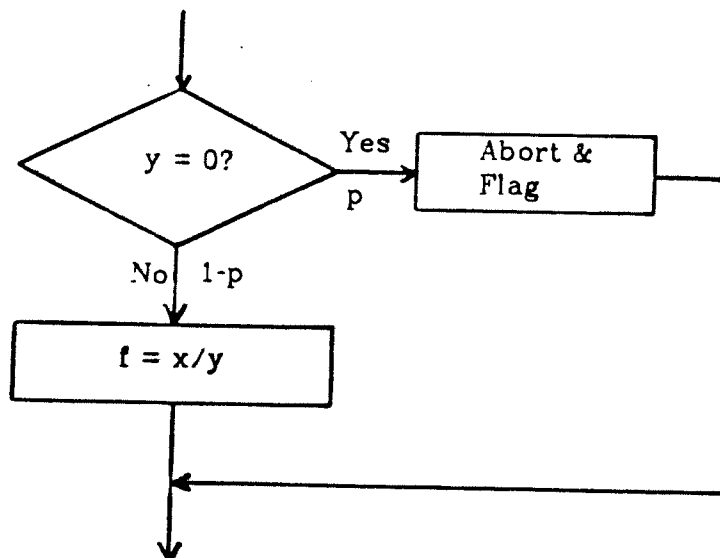 y = 0?
Yes
p
Abort &
Flag
No 1-p
f = x/y